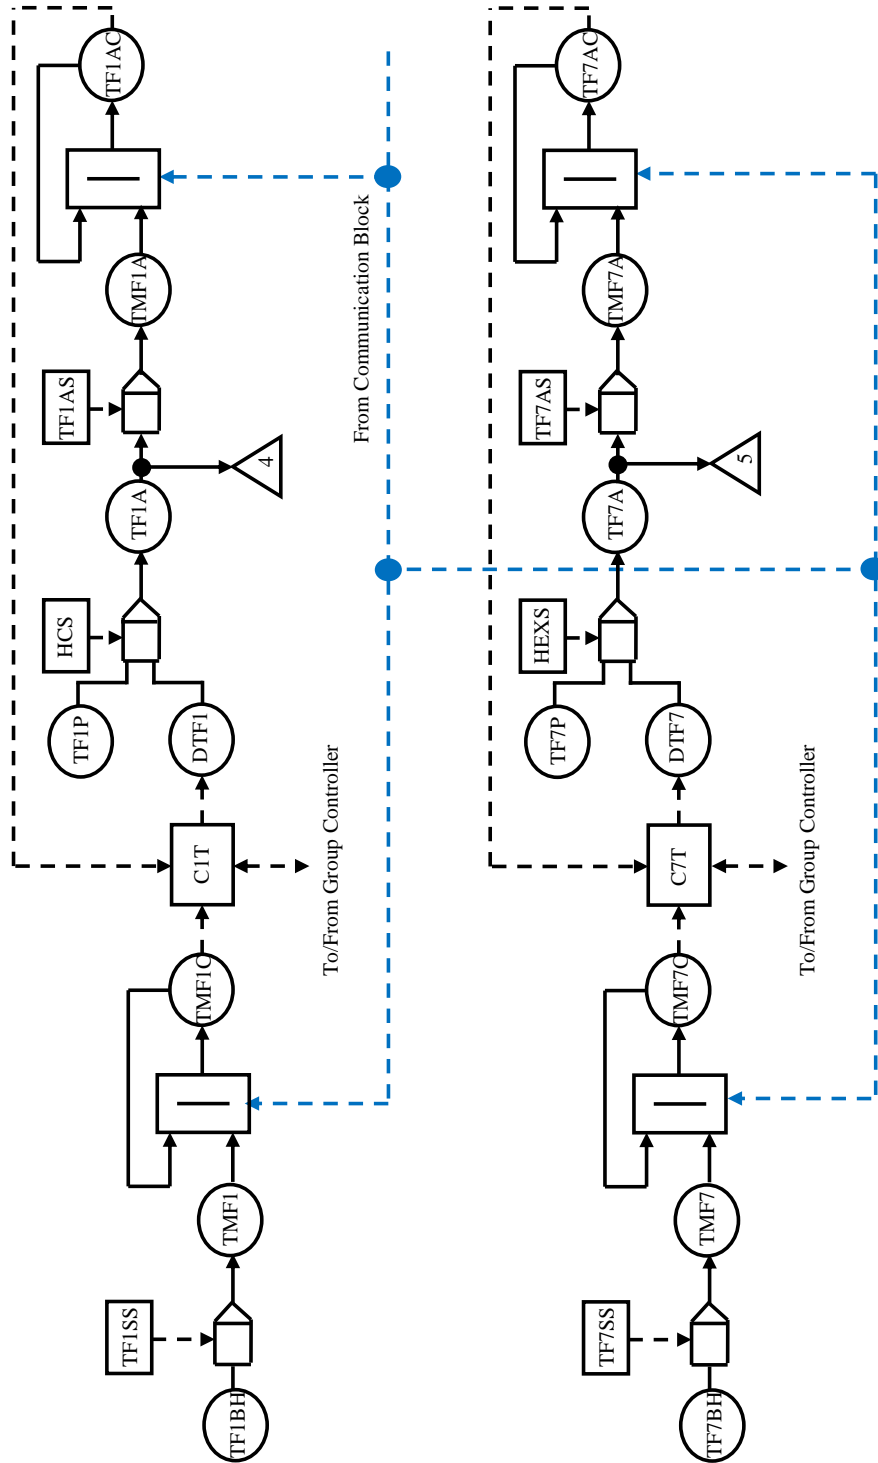 TF1BH
TF1SS
TMF1
TMF1C
C1T
To/From Group Controller
TF1P
DTF1
HCS
TF1A
4
TF1AS
TMF1A
TF1AC
From Communication Block
TF7BH
TF7SS
TMF7
TMF7C
C7T
To/From Group Controller
TF7P
DTF7
HEXS
TF7A
5
TF7AS
TMF7A
TF7AC